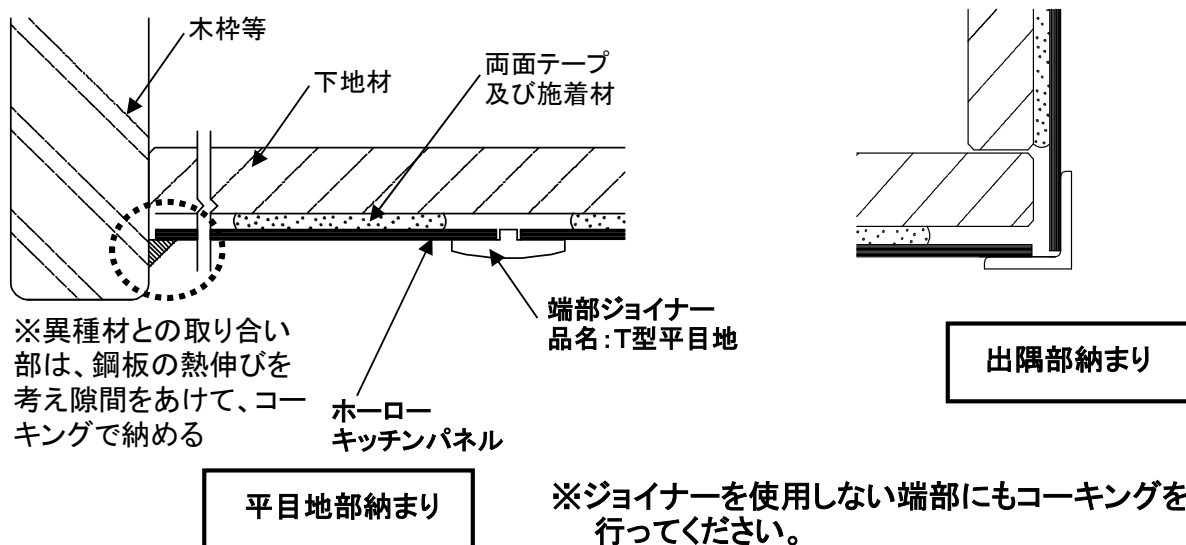 木枠等
下地材
両面テープ
及び施着材
端部ジョイナー
品名:T型平目地
ホーロー
キッチンパネル
※異種材との取り合い
部は、鋼板の熱伸びを
考え隙間をあけて、コー
キングで納める
平目地部納まり
出隅部納まり
※ジョイナーを使用しない端部にもコーキングを
行ってください。